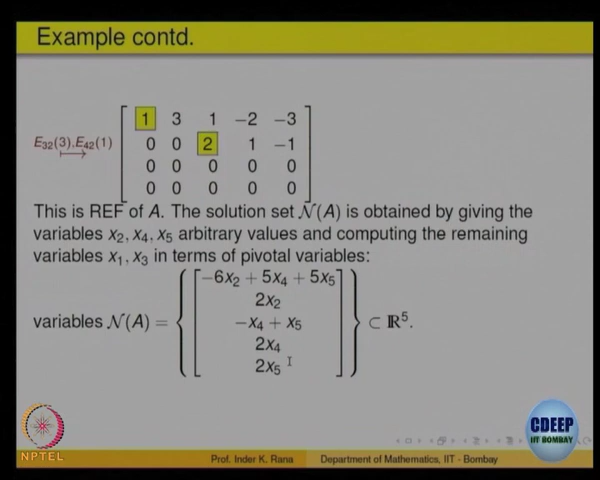 Example contd.
1 3 1 −2 −3
E₃₂(3),E₄₂(1) 0 0 2 1 −1
↦ 0 0 0 0 0
0 0 0 0 0
This is REF of A. The solution set 𝒩(A) is obtained by giving the
variables x₂, x₄, x₅ arbitrary values and computing the remaining
variables x₁, x₃ in terms of pivotal variables:
−6x₂ + 5x₄ + 5x₅
2x₂
variables 𝒩(A) = { [ −x₄ + x₅ ] } ⊂ ℝ⁵.
2x₄
2x₅
NPTEL
CDEEP
IIT BOMBAY
Prof. Inder K. Rana Department of Mathematics, IIT - Bombay